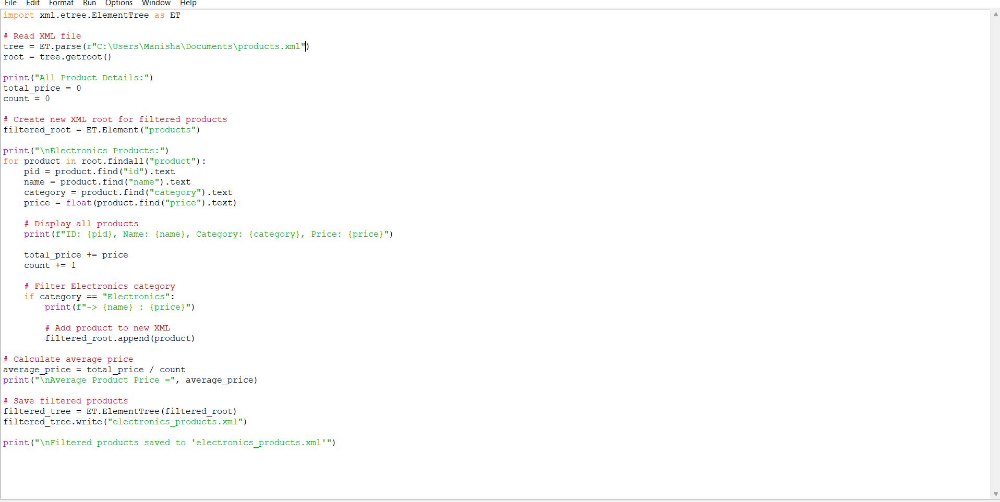 File Edit Format Run Options Window Help
import xml.etree.ElementTree as ET
# Read XML file
tree = ET.parse(r"C:\Users\Manisha\Documents\products.xml")
root = tree.getroot()
print("All Product Details:")
total_price = 0
count = 0
# Create new XML root for filtered products
filtered_root = ET.Element("products")
print("\nElectronics Products:")
for product in root.findall("product"):
    pid = product.find("id").text
    name = product.find("name").text
    category = product.find("category").text
    price = float(product.find("price").text)
    # Display all products
    print(f"ID: {pid}, Name: {name}, Category: {category}, Price: {price}")
    total_price += price
    count += 1
    # Filter Electronics category
    if category == "Electronics":
        print(f"-> {name} : {price}")
        # Add product to new XML
        filtered_root.append(product)
# Calculate average price
average_price = total_price / count
print("\nAverage Product Price =", average_price)
# Save filtered products
filtered_tree = ET.ElementTree(filtered_root)
filtered_tree.write("electronics_products.xml")
print("\nFiltered products saved to 'electronics_products.xml'")